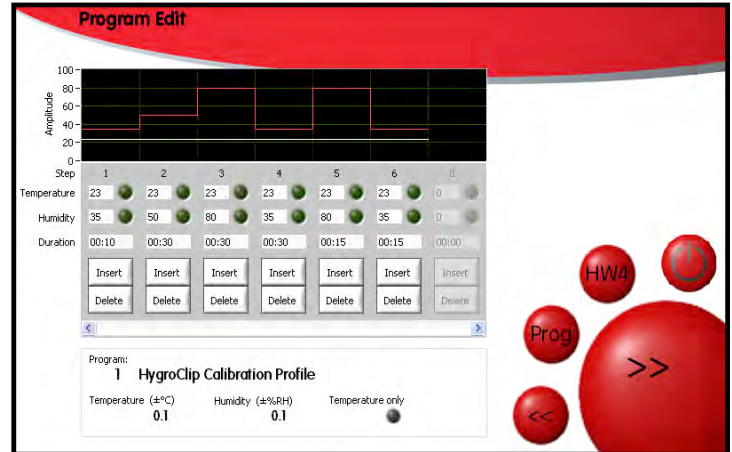 Program Edit
100
80
60
40
20
0
Amplitude
Step 1 2 3 4 5 6 0
Temperature 23 23 23 23 23 23 0
Humidity 35 50 80 35 80 35 0
Duration 00:10 00:30 00:30 00:30 00:15 00:15 00:00
Insert Insert Insert Insert Insert Insert Insert
Delete Delete Delete Delete Delete Delete Delete
Program:
1 HygroClip Calibration Profile
Temperature (±°C) Humidity (±%RH) Temperature only
0.1 0.1
HW4
Prog
>>
<<